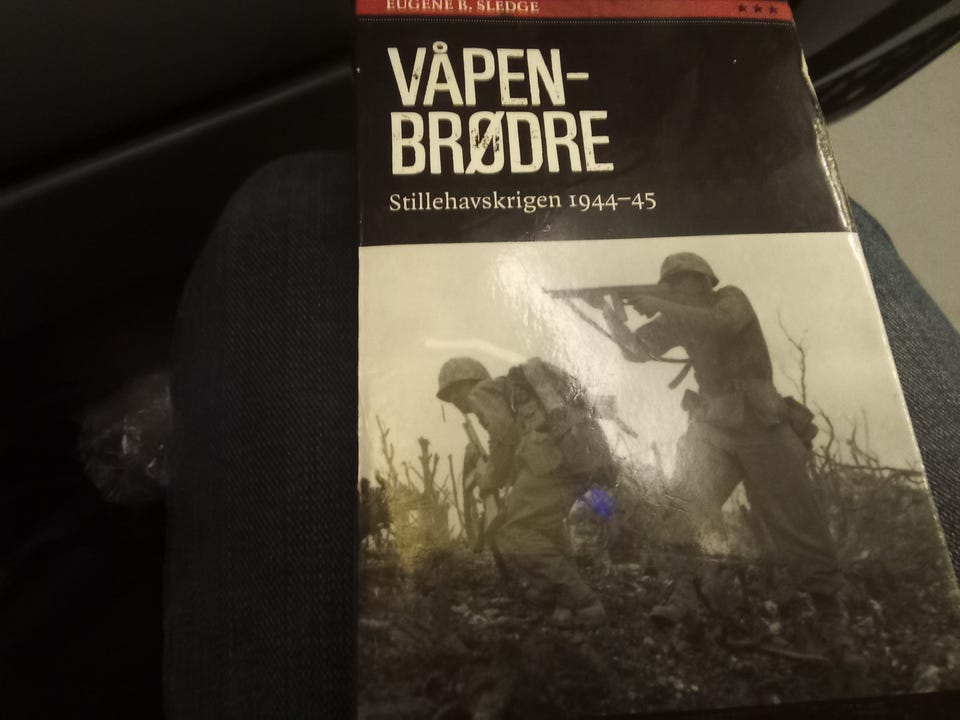 EUGENE B. SLEDGE
VÅPEN-
BRØDRE
Stillehavskrigen 1944–45